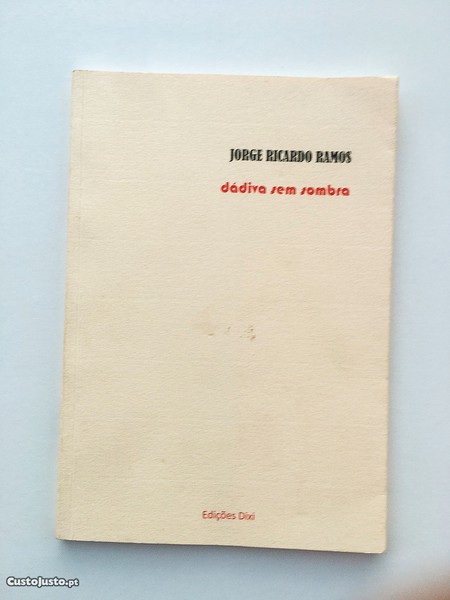 JORGE RICARDO RAMOS
dádiva sem sombra
Edições Dixi
CustoJusto.pt